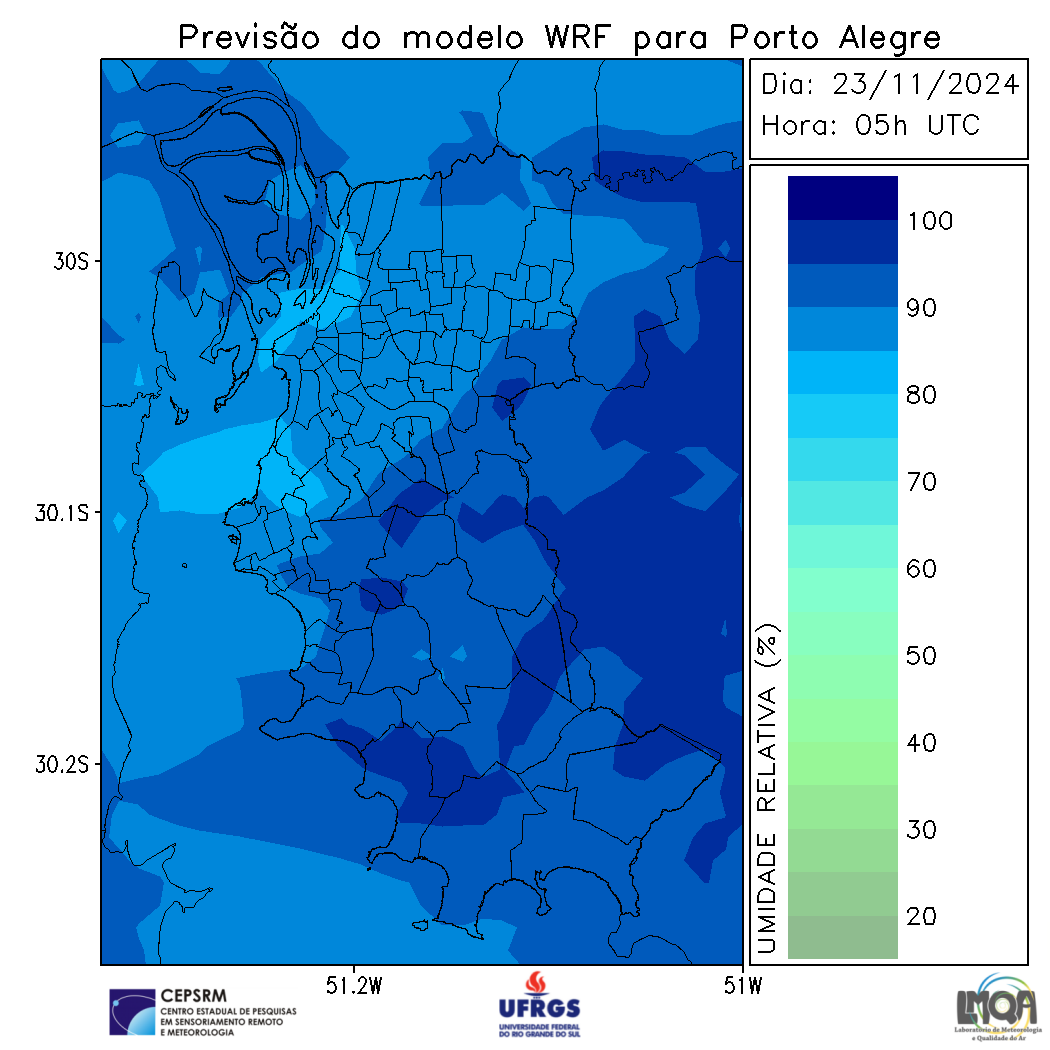 Previsão do modelo WRF para Porto Alegre
Dia: 23/11/2024
Hora: 05h UTC
30S
30.1S
30.2S
51.2W
51W
UMIDADE RELATIVA (%)
100
90
80
70
60
50
40
30
20
CEPSRM
CENTRO ESTADUAL DE PESQUISAS
EM SENSORIAMENTO REMOTO
E METEOROLOGIA
UFRGS
UNIVERSIDADE FEDERAL
DO RIO GRANDE DO SUL
LMQA
Laboratório de Meteorologia
e Qualidade do Ar